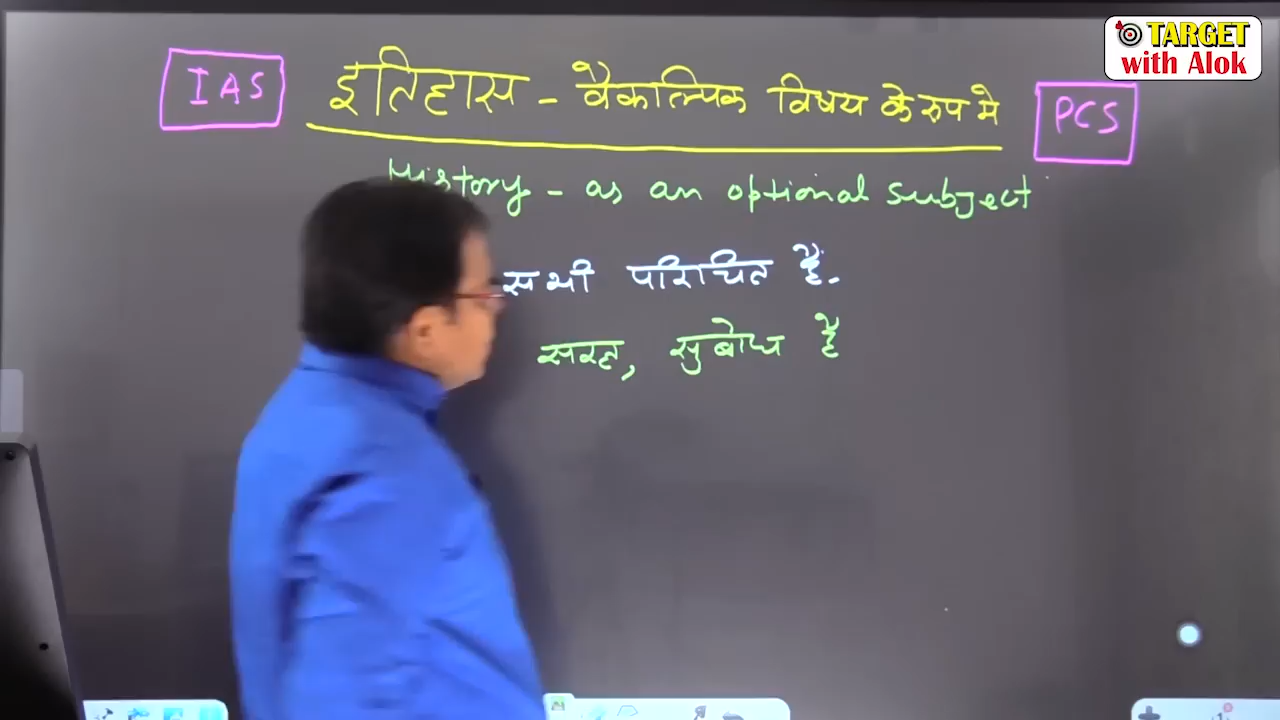 TARGET
with Alok
IAS
इतिहास - वैकल्पिक विषय के रुप मे
PCS
History - as an optional subject
सभी परिचित हैं.
सरल, सुबोध है